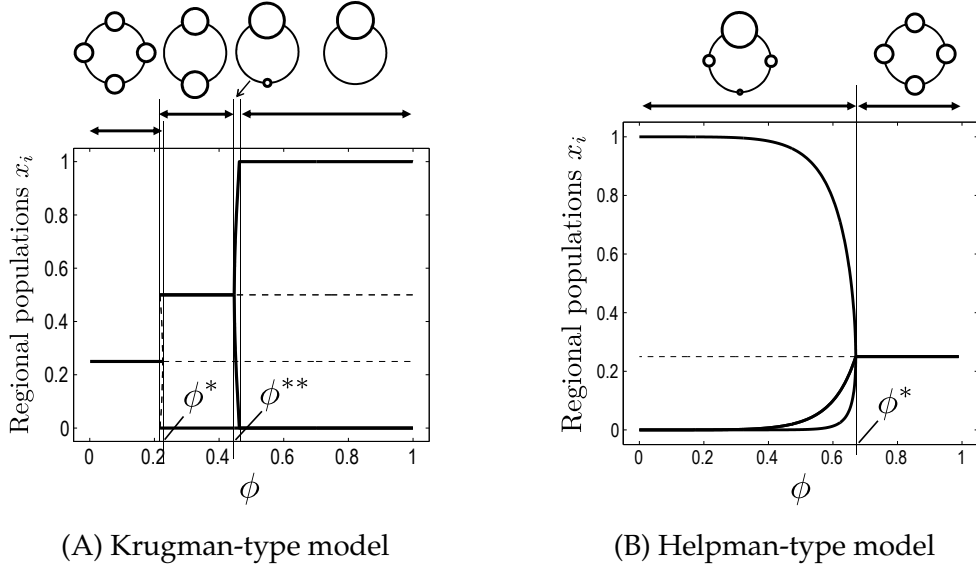 Regional populations x_i
1
0.8
0.6
0.4
0.2
0
ϕ*
ϕ**
0 0.2 0.4 0.6 0.8 1
ϕ
(A) Krugman-type model
Regional populations x_i
1
0.8
0.6
0.4
0.2
0
ϕ*
0 0.2 0.4 0.6 0.8 1
ϕ
(B) Helpman-type model